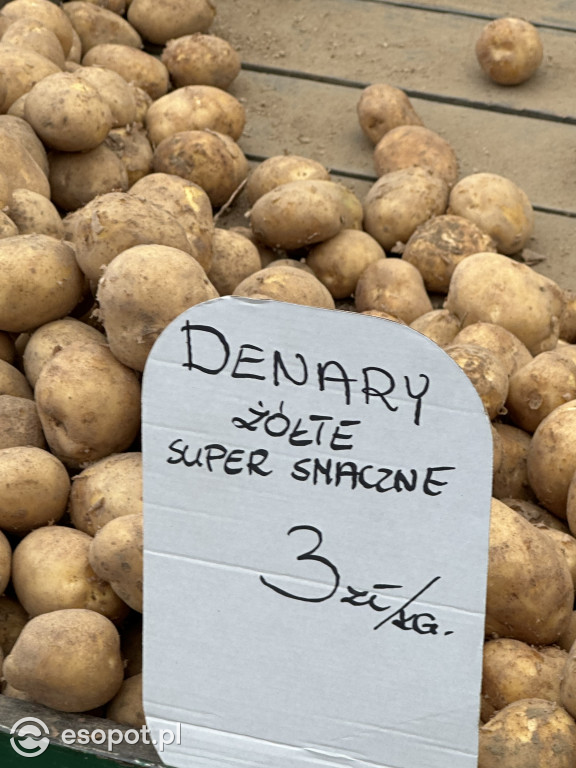 DENARY
ŻÓŁTE
SUPER SMACZNE
3 zł/KG.
esopot.pl